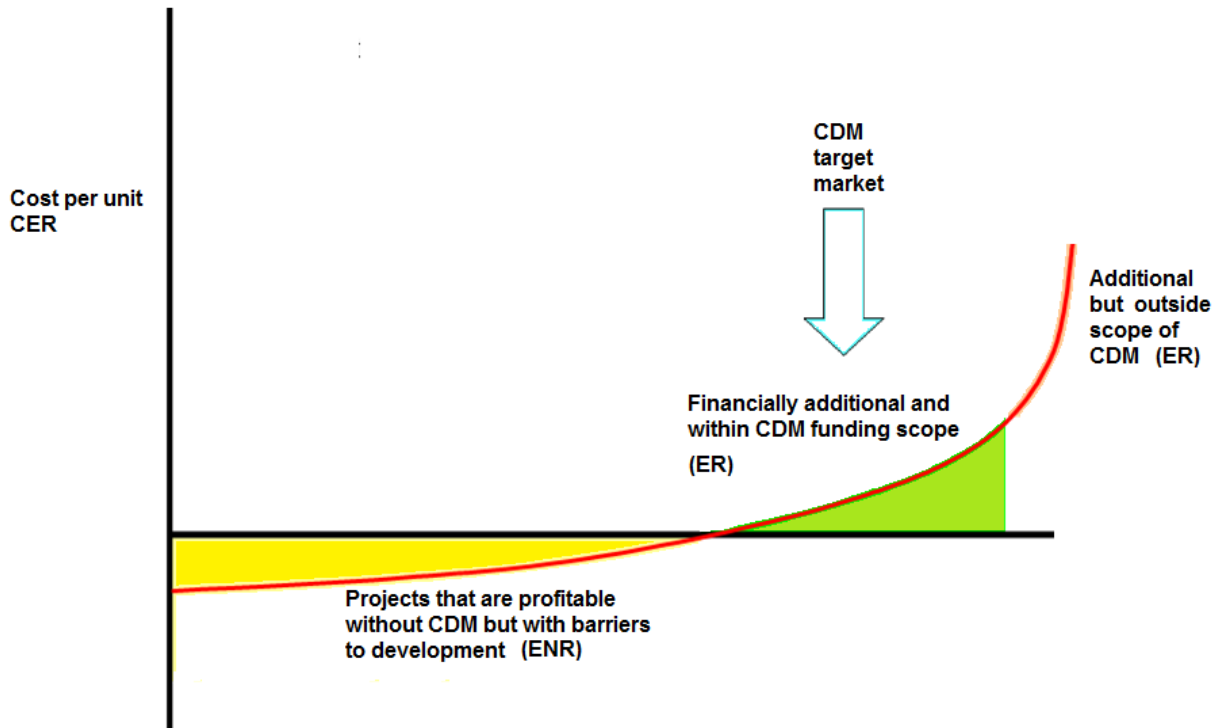 CDM
target
market
Cost per unit
CER
Additional
but outside
scope of
CDM (ER)
Financially additional and
within CDM funding scope
(ER)
Projects that are profitable
without CDM but with barriers
to development (ENR)